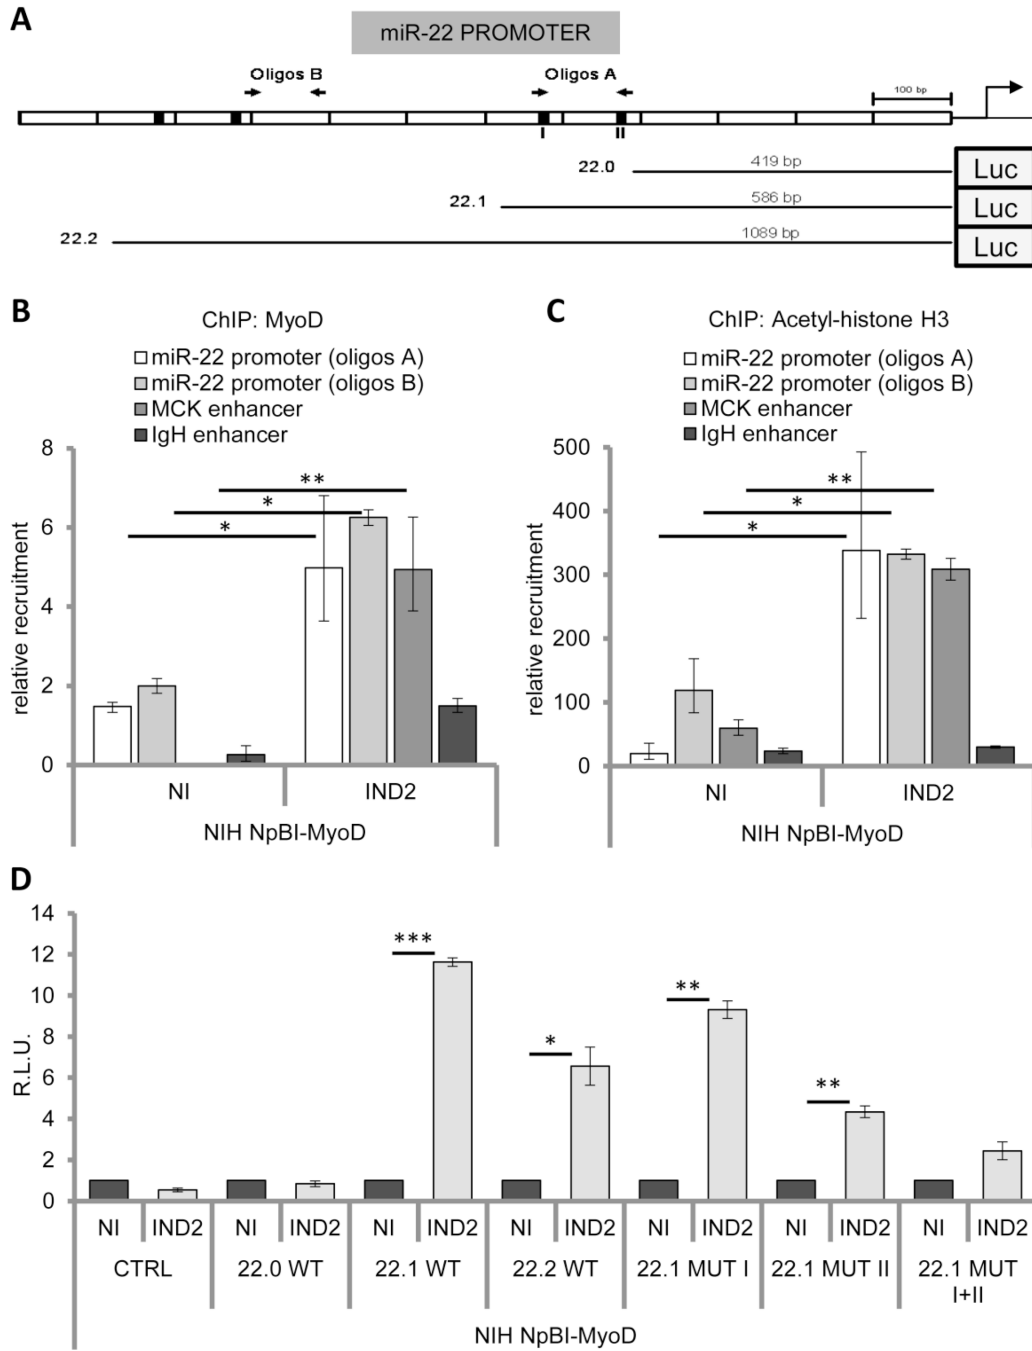 A
miR-22 PROMOTER
Oligos B
Oligos A
100 bp
I
II
22.0
419 bp
Luc
22.1
586 bp
Luc
22.2
1089 bp
Luc
B
ChIP: MyoD
miR-22 promoter (oligos A)
miR-22 promoter (oligos B)
MCK enhancer
IgH enhancer
relative recruitment
8
6
4
2
0
**
*
*
NI
IND2
NIH NpBI-MyoD
C
ChIP: Acetyl-histone H3
miR-22 promoter (oligos A)
miR-22 promoter (oligos B)
MCK enhancer
IgH enhancer
relative recruitment
500
400
300
200
100
0
**
*
*
NI
IND2
NIH NpBI-MyoD
D
R.L.U.
14
12
10
8
6
4
2
0
***
*
**
**
NI IND2 NI IND2 NI IND2 NI IND2 NI IND2 NI IND2 NI IND2
CTRL 22.0 WT 22.1 WT 22.2 WT 22.1 MUT I 22.1 MUT II 22.1 MUT
I+II
NIH NpBI-MyoD